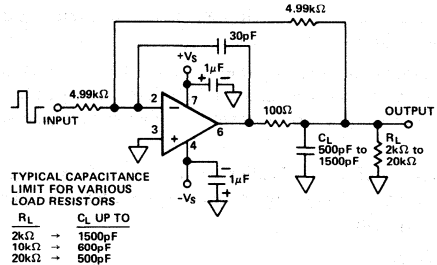 4.99kΩ
30pF
+VS
1μF
+ −
4.99kΩ
INPUT
2
−
7
3
+
4
6
100Ω
OUTPUT
CL
500pF to
1500pF
RL
2kΩ to
20kΩ
−
1μF
+
−VS
TYPICAL CAPACITANCE
LIMIT FOR VARIOUS
LOAD RESISTORS
RL CL UP TO
2kΩ → 1500pF
10kΩ → 600pF
20kΩ → 500pF